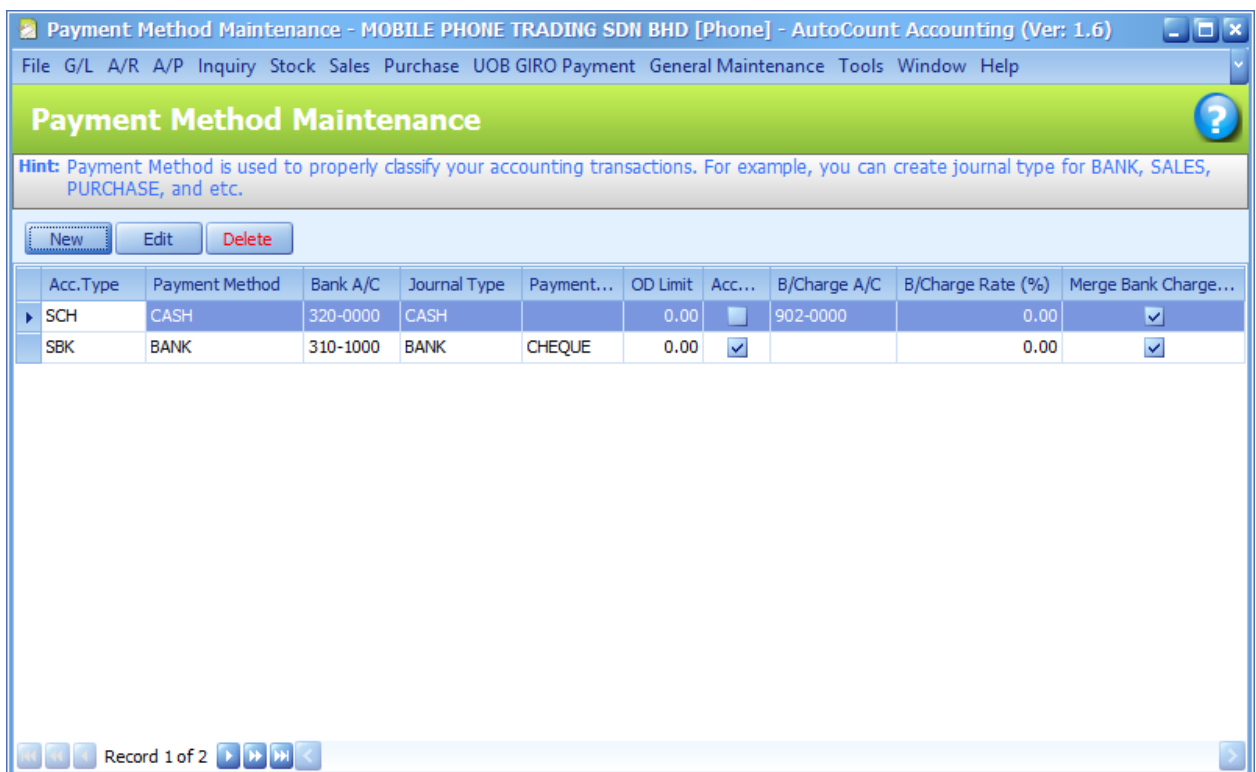 Payment Method Maintenance - MOBILE PHONE TRADING SDN BHD [Phone] - AutoCount Accounting (Ver: 1.6)
File G/L A/R A/P Inquiry Stock Sales Purchase UOB GIRO Payment General Maintenance Tools Window Help
Payment Method Maintenance
?
Hint: Payment Method is used to properly classify your accounting transactions. For example, you can create journal type for BANK, SALES,
PURCHASE, and etc.
New Edit Delete
Acc.Type Payment Method Bank A/C Journal Type Payment... OD Limit Acc... B/Charge A/C B/Charge Rate (%) Merge Bank Charge...
SCH CASH 320-0000 CASH 0.00 902-0000 0.00
SBK BANK 310-1000 BANK CHEQUE 0.00 0.00
Record 1 of 2